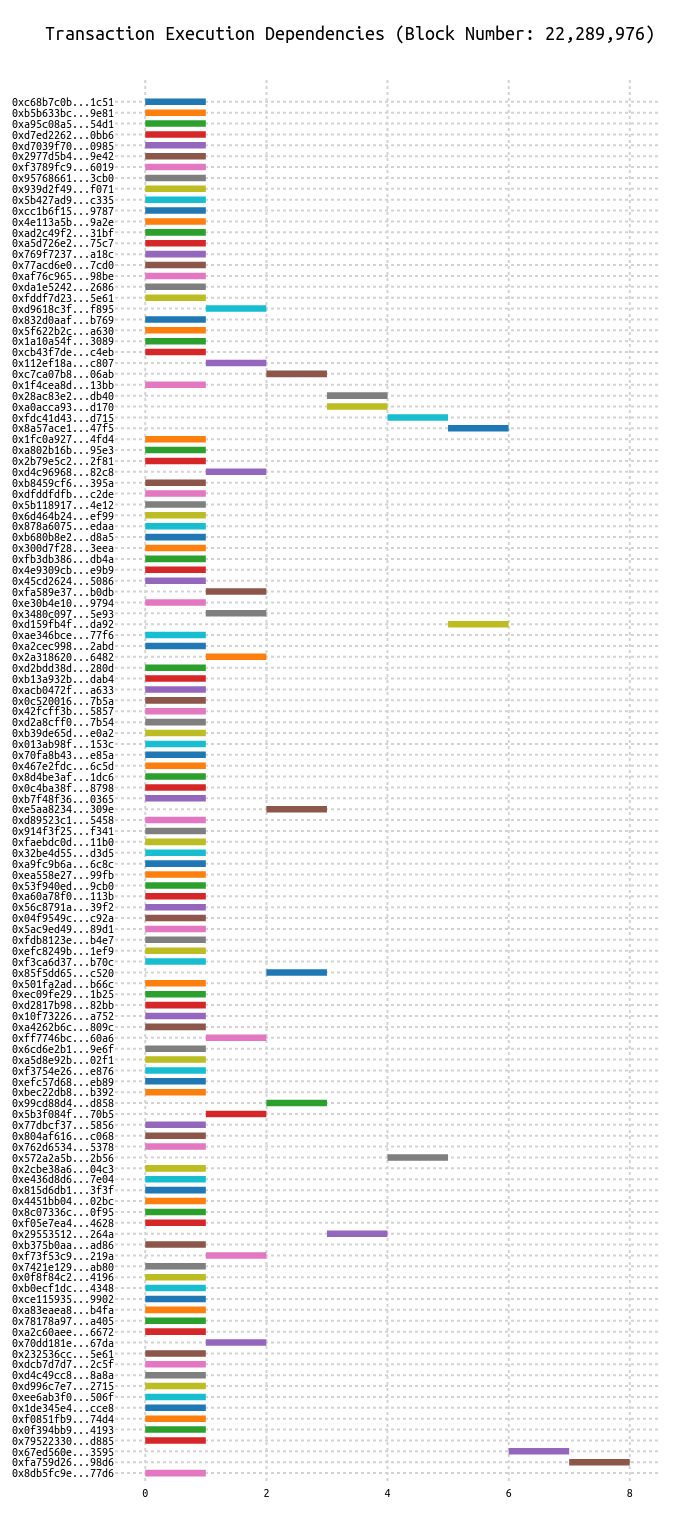 Transaction Execution Dependencies (Block Number: 22,289,976)
0xc68b7c0b...1c51
0xb5b633bc...9e81
0xa95c08a5...54d1
0xd7ed2262...0bb6
0xd7039f70...0985
0x2977d5b4...9e42
0xf3789fc9...6019
0x95768661...3cb0
0x939d2f49...f071
0x5b427ad9...c335
0xcc1b6f15...9787
0x4e113a5b...9a2e
0xad2c49f2...31bf
0xa5d726e2...75c7
0x769f7237...a18c
0x77acd6e0...7cd0
0xaf76c965...98be
0xda1e5242...2686
0xfddf7d23...5e61
0xd9618c3f...f895
0x832d0aaf...b769
0x5f622b2c...a630
0x1a10a54f...3089
0xcb43f7de...c4eb
0x112ef18a...c807
0xc7ca07b8...06ab
0x1f4cea8d...13bb
0x28ac83e2...db40
0xa0acca93...d170
0xfdc41d43...d715
0x8a57ace1...47f5
0x1fc0a927...4fd4
0xa802b16b...95e3
0x2b79e5c2...2f81
0xd4c96968...82c8
0xb8459cf6...395a
0xdfddfdfb...c2de
0x5b118917...4e12
0x6d464b24...ef99
0x878a6075...edaa
0xb680b8e2...d8a5
0x300d7f28...3eea
0xfb3db386...db4a
0x4e9309cb...e9b9
0x45cd2624...5086
0xfa589e37...b0db
0xe30b4e10...9794
0x3480c097...5e93
0xd159fb4f...da92
0xae346bce...77f6
0xa2cec998...2abd
0x2a318620...6482
0xd2bdd38d...280d
0xb13a932b...dab4
0xacb0472f...a633
0x0c520016...7b5a
0x42fcff3b...5857
0xd2a8cff0...7b54
0xb39de65d...e0a2
0x013ab98f...153c
0x70fa8b43...e85a
0x467e2fdc...6c5d
0x8d4be3af...1dc6
0x0c4ba38f...8798
0xb7f48f36...0365
0xe5aa8234...309e
0xd89523c1...5458
0x914f3f25...f341
0xfaebdc0d...11b0
0x32be4d55...d3d5
0xa9fc9b6a...6c8c
0xea558e27...99fb
0x53f940ed...9cb0
0xa60a78f0...113b
0x56c8791a...39f2
0x04f9549c...c92a
0x5ac9ed49...89d1
0xfdb8123e...b4e7
0xefc8249b...1ef9
0xf3ca6d37...b70c
0x85f5dd65...c520
0x501fa2ad...b66c
0xec09fe29...1b25
0xd2817b98...82bb
0x10f73226...a752
0xa4262b6c...809c
0xff7746bc...60a6
0x6cd6e2b1...9e6f
0xa5d8e92b...02f1
0xf3754e26...e876
0xefc57d68...eb89
0xbec22db8...b392
0x99cd88d4...d858
0x5b3f084f...70b5
0x77dbcf37...5856
0x804af616...c068
0x762d6534...5378
0x572a2a5b...2b56
0x2cbe38a6...04c3
0xe436d8d6...7e04
0x815d6db1...3f3f
0x4451bb04...02bc
0x8c07336c...0f95
0xf05e7ea4...4628
0x29553512...264a
0xb375b0aa...ad86
0xf73f53c9...219a
0x7421e129...ab80
0x0f8f84c2...4196
0xb0ecf1dc...4348
0xce115935...9902
0xa83eaea8...b4fa
0x78178a97...a405
0xa2c60aee...6672
0x70dd181e...67da
0x232536cc...5e61
0xdcb7d7d7...2c5f
0xd4c49cc8...8a8a
0xd996c7e7...2715
0xee6ab3f0...506f
0x1de345e4...cce8
0xf0851fb9...74d4
0x0f394bb9...4193
0x79522330...d885
0x67ed560e...3595
0xfa759d26...98d6
0x8db5fc9e...77d6
0 2 4 6 8